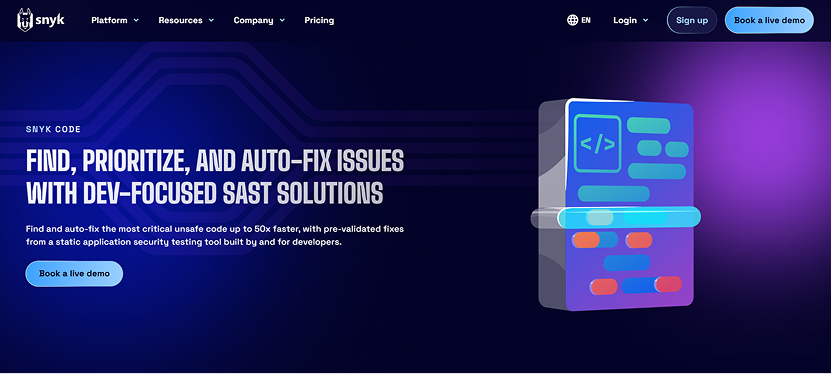 snyk
Platform
Resources
Company
Pricing
EN
Login
Sign up
Book a live demo
SNYK CODE
FIND, PRIORITIZE, AND AUTO-FIX ISSUES
WITH DEV-FOCUSED SAST SOLUTIONS
Find and auto-fix the most critical unsafe code up to 50x faster, with pre-validated fixes
from a static application security testing tool built by and for developers.
Book a live demo
</>